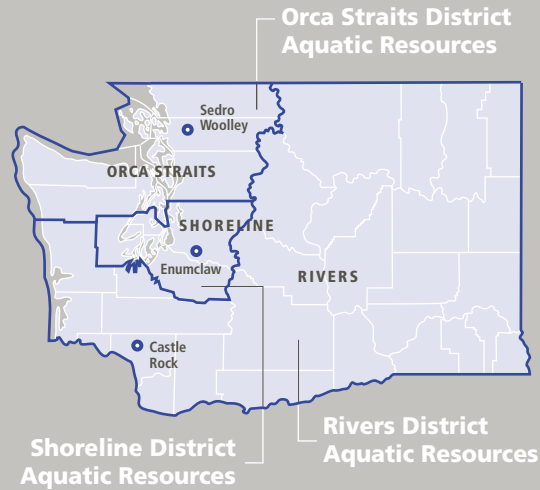 Orca Straits District
Aquatic Resources
Sedro
Woolley
ORCA STRAITS
SHORELINE
Enumclaw
RIVERS
Castle
Rock
Rivers District
Aquatic Resources
Shoreline District
Aquatic Resources